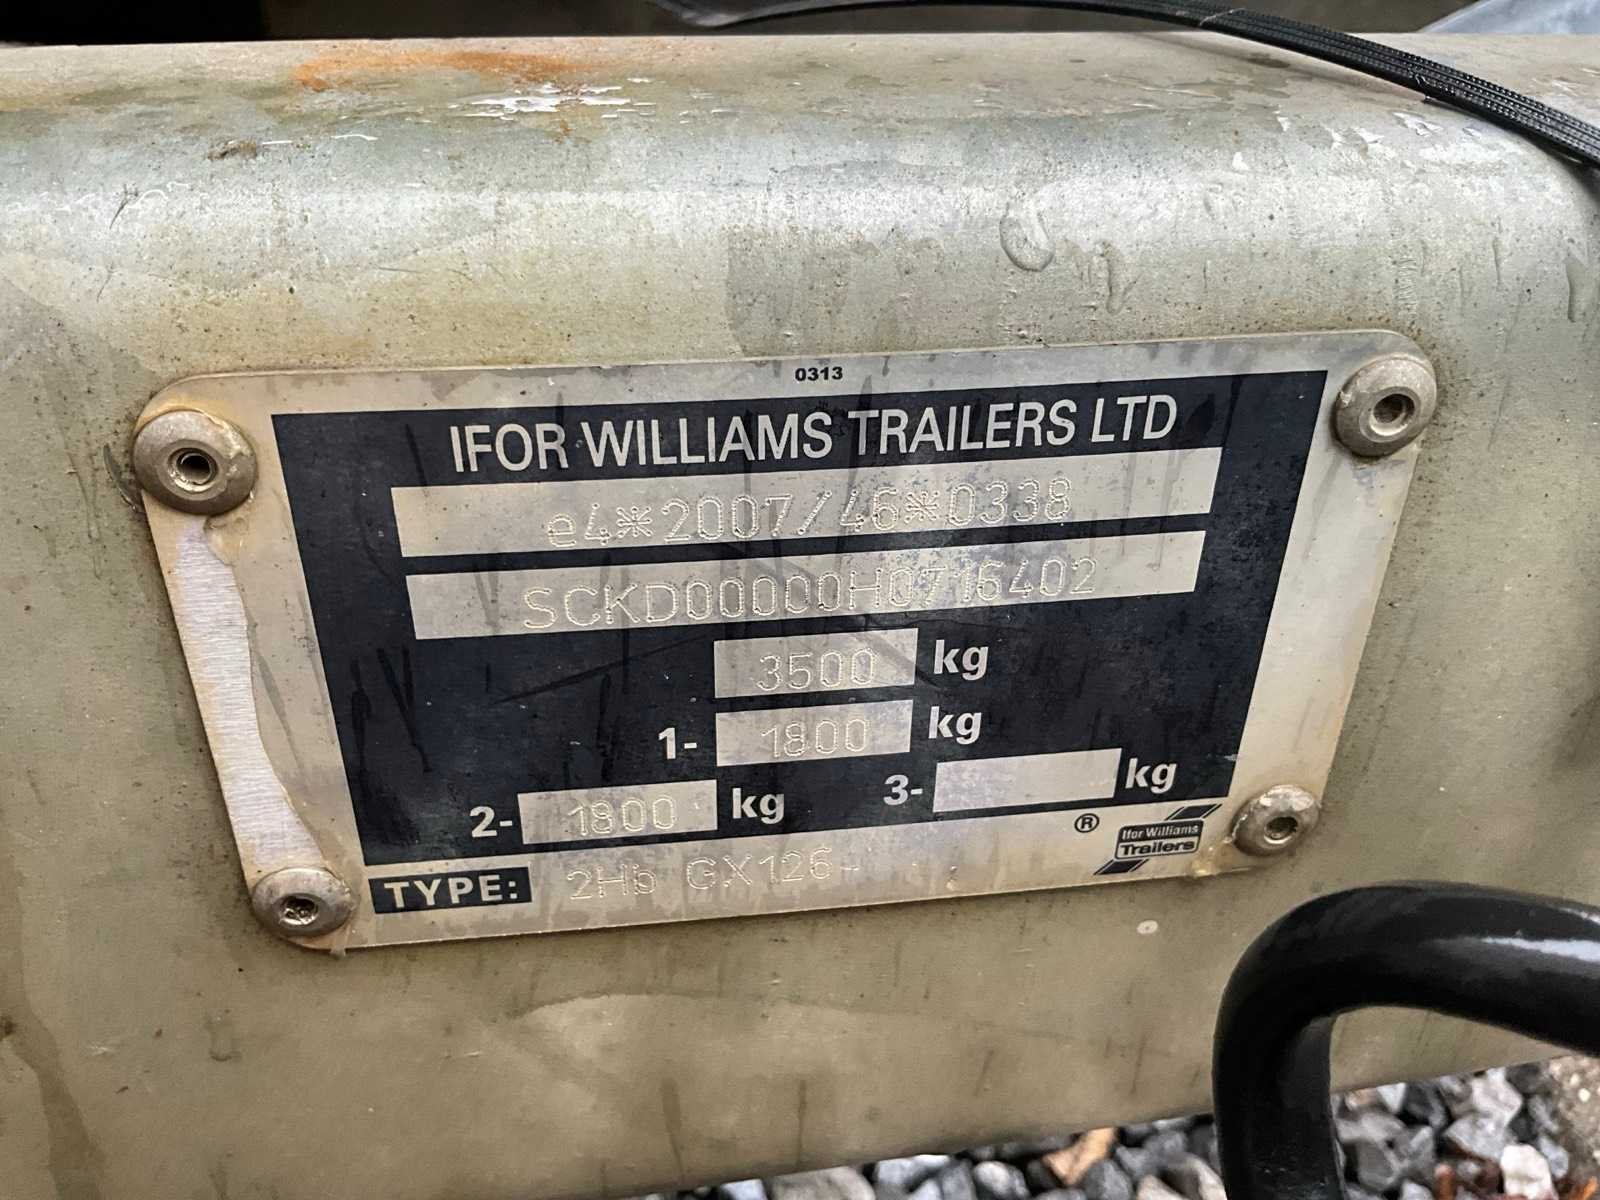 0313
IFOR WILLIAMS TRAILERS LTD
e4*2007/46*0338
SCKD00000H0716402
3500 kg
1- 1800 kg
2- 1800 kg 3- kg
TYPE: 2Hb GX126-
® Ifor Williams
Trailers